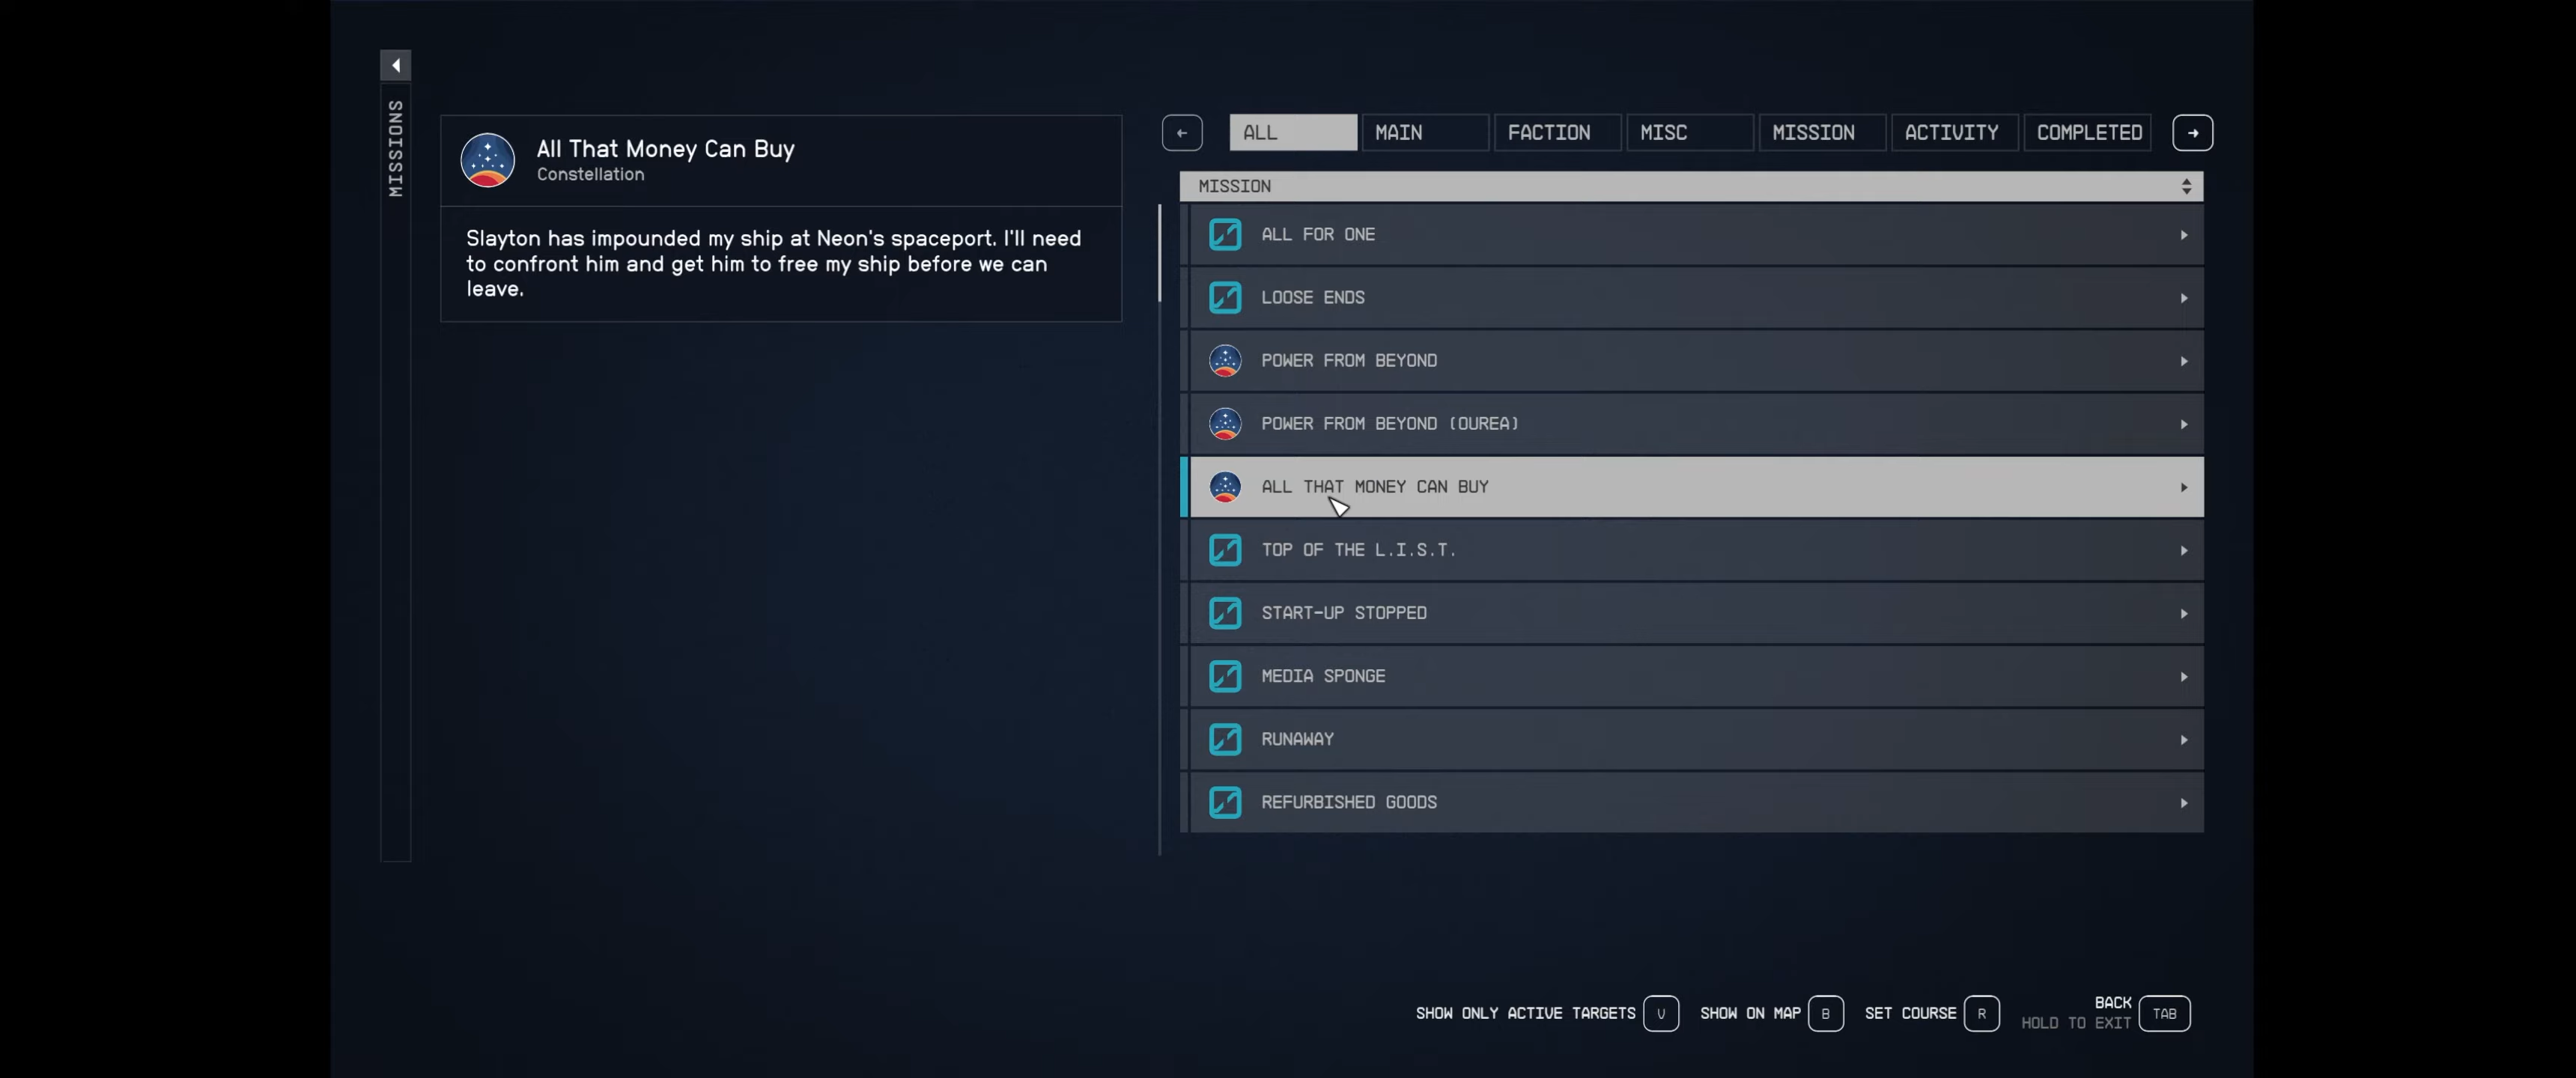 MISSIONS
All That Money Can Buy
Constellation
Slayton has impounded my ship at Neon's spaceport. I'll need
to confront him and get him to free my ship before we can
leave.
ALL MAIN FACTION MISC MISSION ACTIVITY COMPLETED
MISSION
ALL FOR ONE
LOOSE ENDS
POWER FROM BEYOND
POWER FROM BEYOND (OUREA)
ALL THAT MONEY CAN BUY
TOP OF THE L.I.S.T.
START-UP STOPPED
MEDIA SPONGE
RUNAWAY
REFURBISHED GOODS
SHOW ONLY ACTIVE TARGETS V SHOW ON MAP B SET COURSE R BACK TAB
HOLD TO EXIT